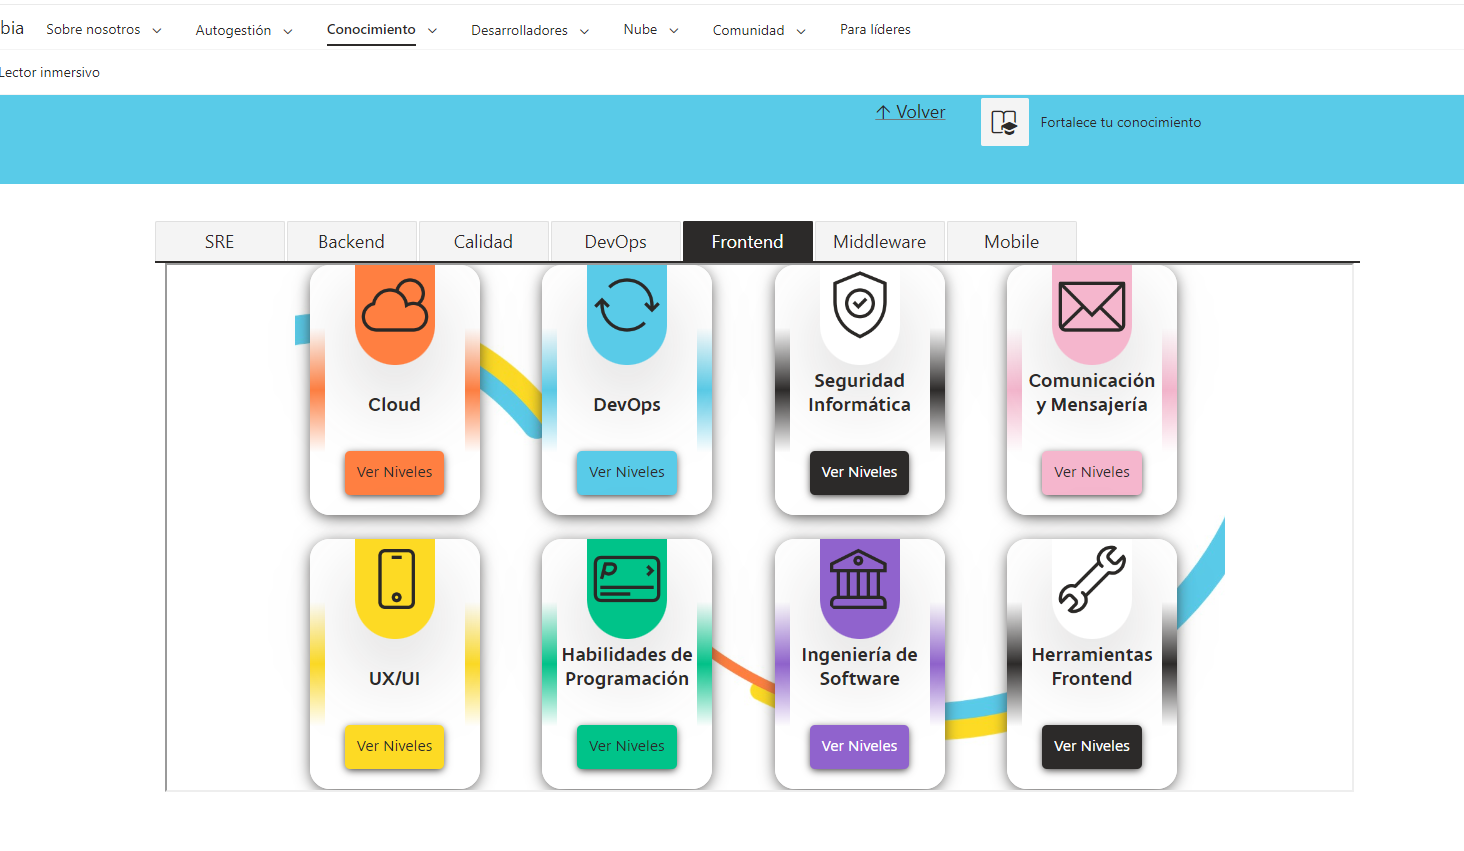 bia Sobre nosotros Autogestión Conocimiento Desarrolladores Nube Comunidad Para líderes
Lector inmersivo
↑ Volver
Fortalece tu conocimiento
SRE Backend Calidad DevOps Frontend Middleware Mobile
Cloud
Ver Niveles
DevOps
Ver Niveles
Seguridad
Informática
Ver Niveles
Comunicación
y Mensajería
Ver Niveles
UX/UI
Ver Niveles
P
Habilidades de
Programación
Ver Niveles
Ingeniería de
Software
Ver Niveles
Herramientas
Frontend
Ver Niveles